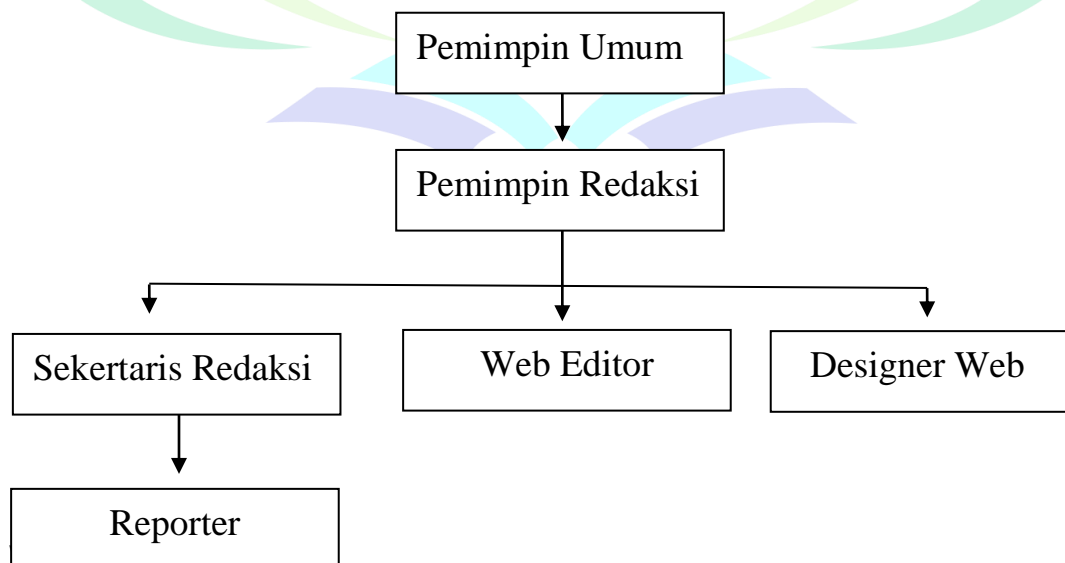 Pemimpin Umum
Pemimpin Redaksi
Sekertaris Redaksi
Web Editor
Designer Web
Reporter